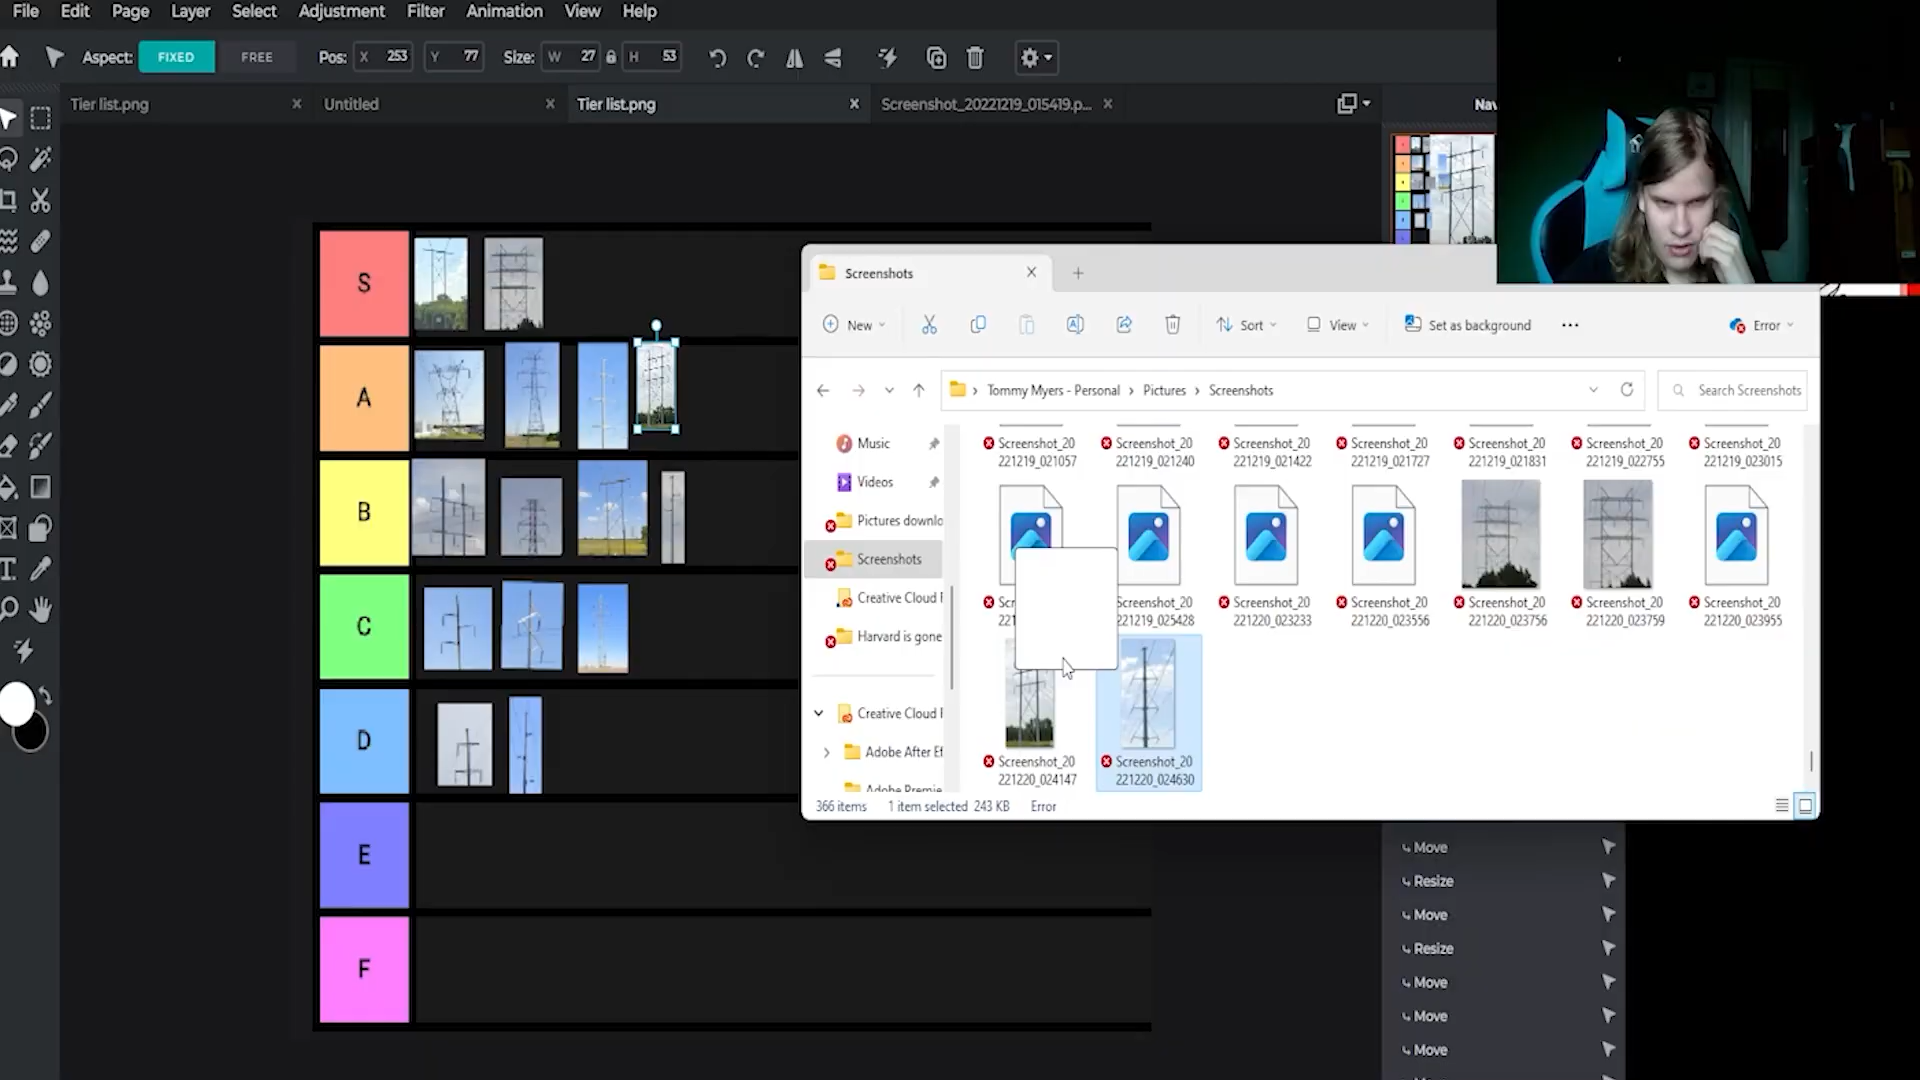 File Edit Page Layer Select Adjustment Filter Animation View Help
Aspect: FIXED FREE Pos: X 253 Y 77 Size: W 27 H 53
Tier list.png Untitled Tier list.png Screenshot_20221219_015419.p...
S
A
B
C
D
E
F
Screenshots
New Sort View Set as background Error
Tommy Myers - Personal Pictures Screenshots Search Screenshots
Music
Videos
Pictures downlo
Screenshots
Creative Cloud F
Harvard is gone
Creative Cloud F
Adobe After Ef
Adobe Premie
Screenshot_20 Screenshot_20 Screenshot_20 Screenshot_20 Screenshot_20 Screenshot_20 Screenshot_20
221219_021057 221219_021240 221219_021422 221219_021727 221219_021831 221219_022755 221219_023015
Scr Screenshot_20 Screenshot_20 Screenshot_20 Screenshot_20 Screenshot_20
221 221219_025428 221220_023233 221220_023556 221220_023756 221220_023759 221220_023955
Screenshot_20 Screenshot_20
221220_024147 221220_024630
366 items 1 item selected 243 KB Error
Nav
Move
Resize
Move
Resize
Move
Move
Move